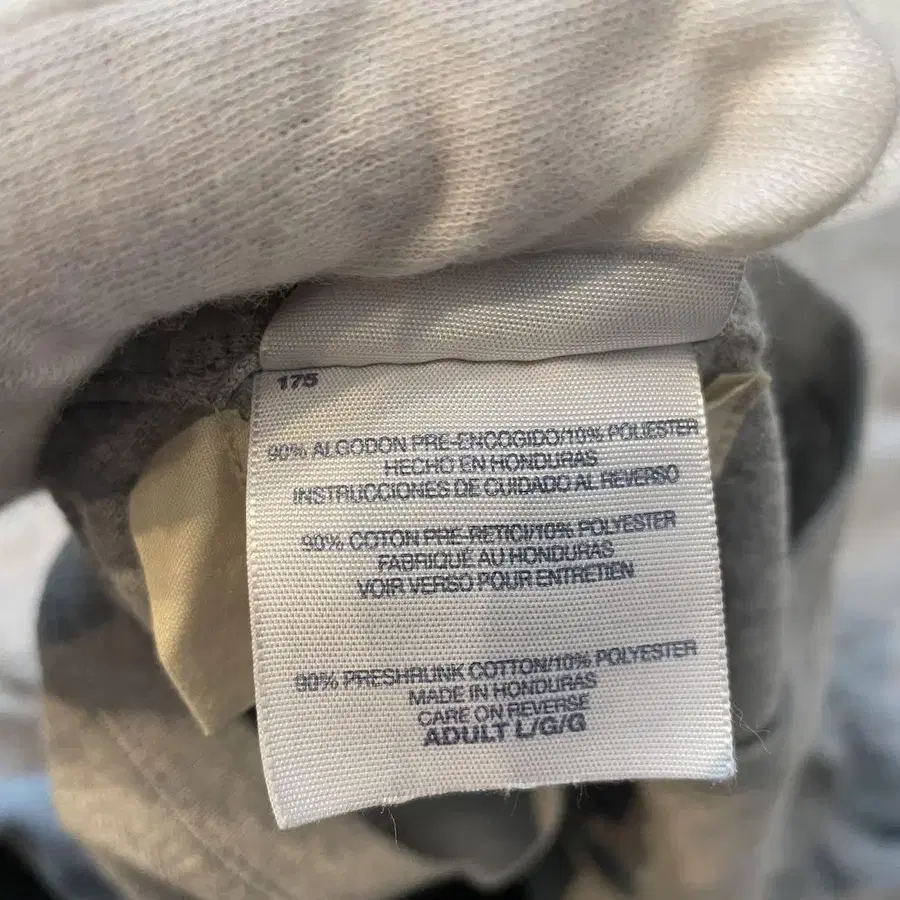 175
90% ALGODON PRE-ENCOGIDO/10% POLIESTER
HECHO EN HONDURAS
INSTRUCCIONES DE CUIDADO AL REVERSO
90% COTON PRE-RETICI/10% POLYESTER
FABRIQUE AU HONDURAS
VOIR VERSO POUR ENTRETIEN
90% PRESHRUNK COTTON/10% POLYESTER
MADE IN HONDURAS
CARE ON REVERSE
ADULT L/G/G